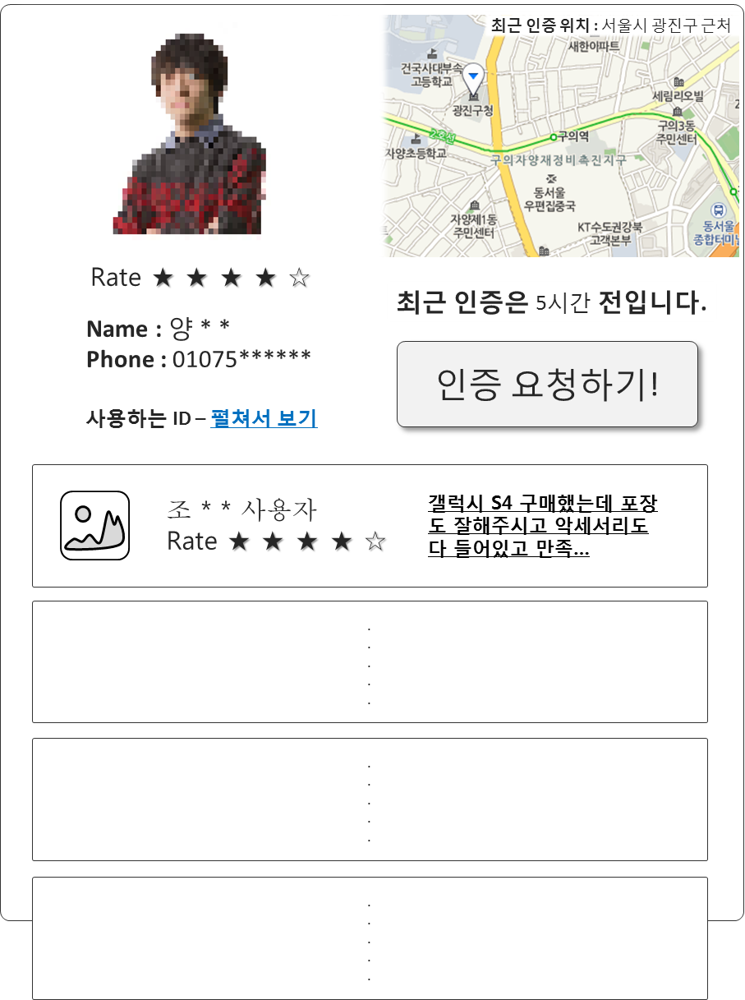 최근 인증 위치 : 서울시 광진구 근처
새한아파트
건국사대부속
고등학교
광진구청
세림리오빌
구의3동
주민센터
2호선
구의역
자양초등학교
구의자양재정비촉진지구
동서울
우편집중국
자양제1동
주민센터
KT수도권강북
고객본부
동서울
종합터미널
Rate ★ ★ ★ ★ ☆
최근 인증은 5시간 전입니다.
Name : 양 * *
Phone : 01075******
인증 요청하기!
사용하는 ID – 펼쳐서 보기
조 * * 사용자
Rate ★ ★ ★ ★ ☆
갤럭시 S4 구매했는데 포장
도 잘해주시고 악세서리도
다 들어있고 만족...